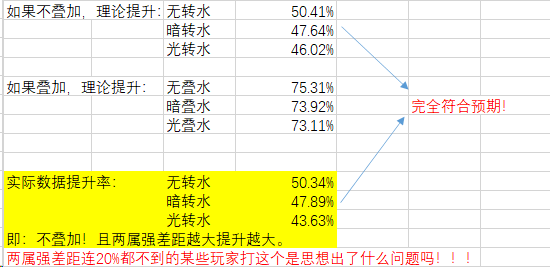 如果不叠加，理论提升： 无转水 50.41%
暗转水 47.64%
光转水 46.02%
如果叠加，理论提升： 无叠水 75.31%
暗叠水 73.92%
光叠水 73.11%
完全符合预期！
实际数据提升率： 无转水 50.34%
暗转水 47.89%
光转水 43.63%
即：不叠加！且两属强差距越大提升越大。
两属强差距连20%都不到的某些玩家打这个是思想出了什么问题吗！！！